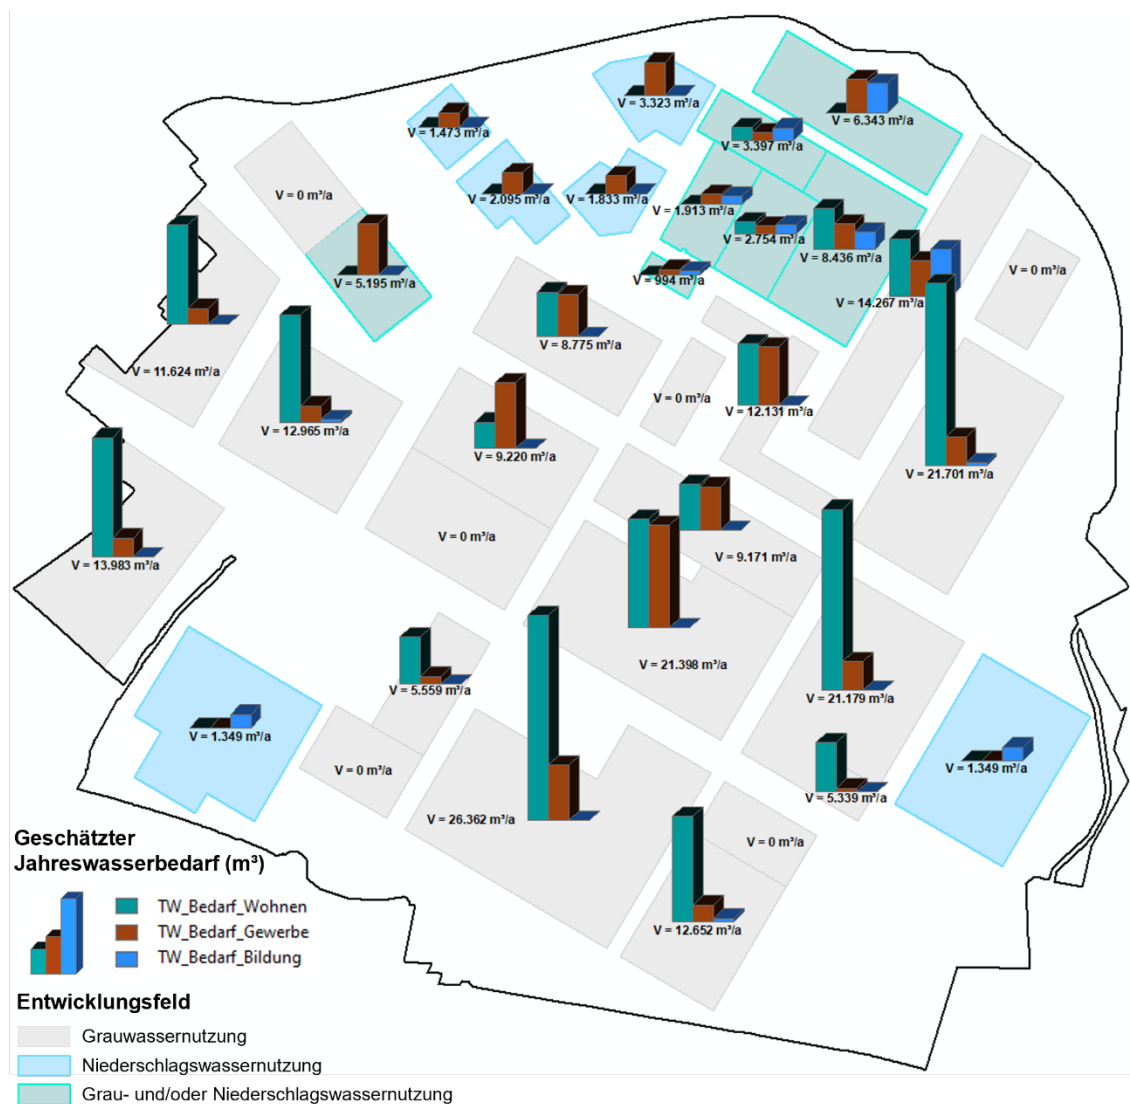 V = 3.323 m³/a
V = 6.343 m³/a
V = 1.473 m³/a
V = 3.397 m³/a
V = 0 m³/a
V = 2.095 m³/a
V = 1.833 m³/a
V = 1.913 m³/a
V = 2.754 m³/a
V = 8.436 m³/a
V = 0 m³/a
V = 5.195 m³/a
V = 994 m³/a
V = 14.267 m³/a
V = 8.775 m³/a
V = 11.624 m³/a
V = 0 m³/a
V = 12.131 m³/a
V = 12.965 m³/a
V = 9.220 m³/a
V = 21.701 m³/a
V = 0 m³/a
V = 9.171 m³/a
V = 13.983 m³/a
V = 21.398 m³/a
V = 5.559 m³/a
V = 21.179 m³/a
V = 1.349 m³/a
V = 0 m³/a
V = 1.349 m³/a
V = 5.339 m³/a
V = 26.362 m³/a
V = 0 m³/a
V = 12.652 m³/a
Geschätzter
Jahreswasserbedarf (m³)
TW_Bedarf_Wohnen
TW_Bedarf_Gewerbe
TW_Bedarf_Bildung
Entwicklungsfeld
Grauwassernutzung
Niederschlagswassernutzung
Grau- und/oder Niederschlagswassernutzung